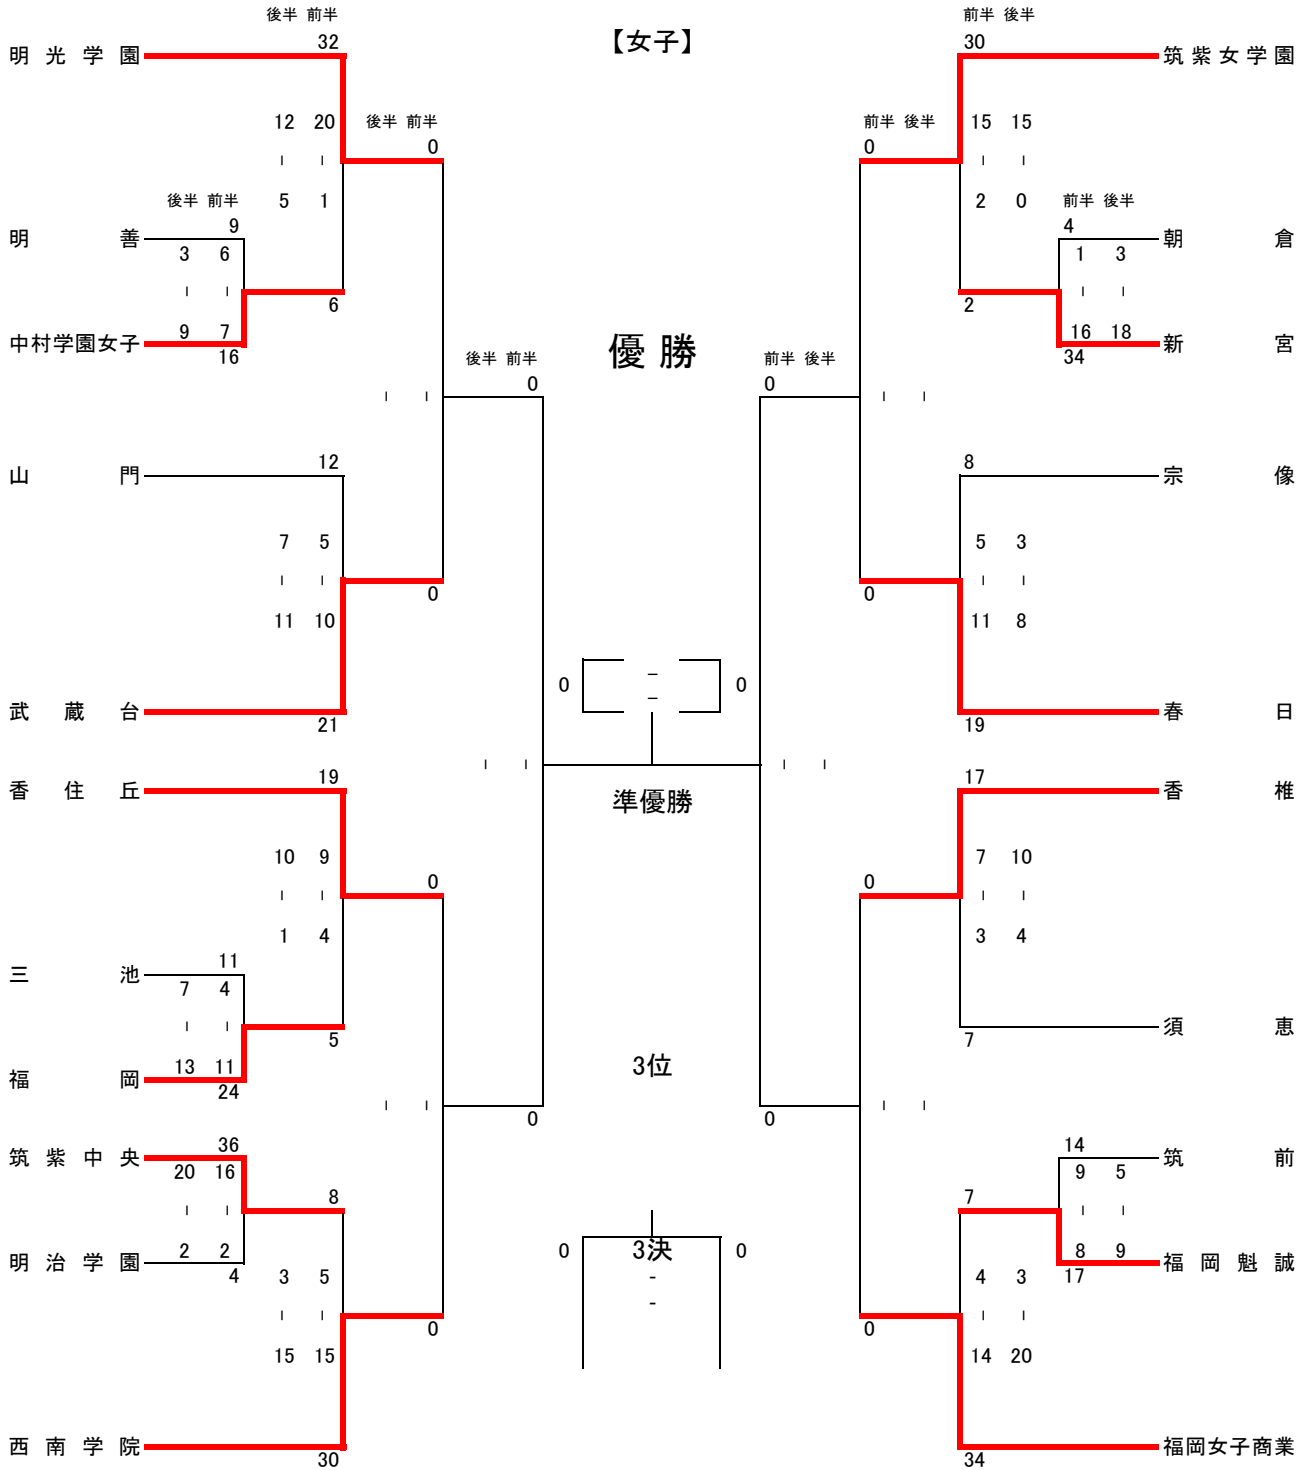 後半 前半 前半 後半
32 【女子】 30
明光学園 筑紫女学園
12 20 後半 前半 前半 後半 15 15
0 0
- - - -
5 1 2 0
後半 前半 前半 後半
9 4
明善 朝倉
3 6 1 3
- - - -
6 2
9 7 16 18
中村学園女子 優勝 新宮
16 34
後半 前半 前半 後半
0 0
- - - -
12 8
山門 宗像
7 5 5 3
- - - -
0 0
11 10 11 8
0 - 0
-
武蔵台 春日
21 19
- - - -
19 17
香住丘 準優勝 香椎
10 9 7 10
0 0
- - - -
1 4 3 4
11
三池
7 4
- - 須恵
5 7
13 11 3位
福岡
24
- - - -
0 0
36 14
筑紫中央 筑前
20 16 9 5
8 7
- - - -
2 2 0 3決 0 8 9
明治学園 福岡魁誠
4 17
3 5 - 4 3
-
- - - -
0 0
15 15 14 20
西南学院 福岡女子商業
30 34